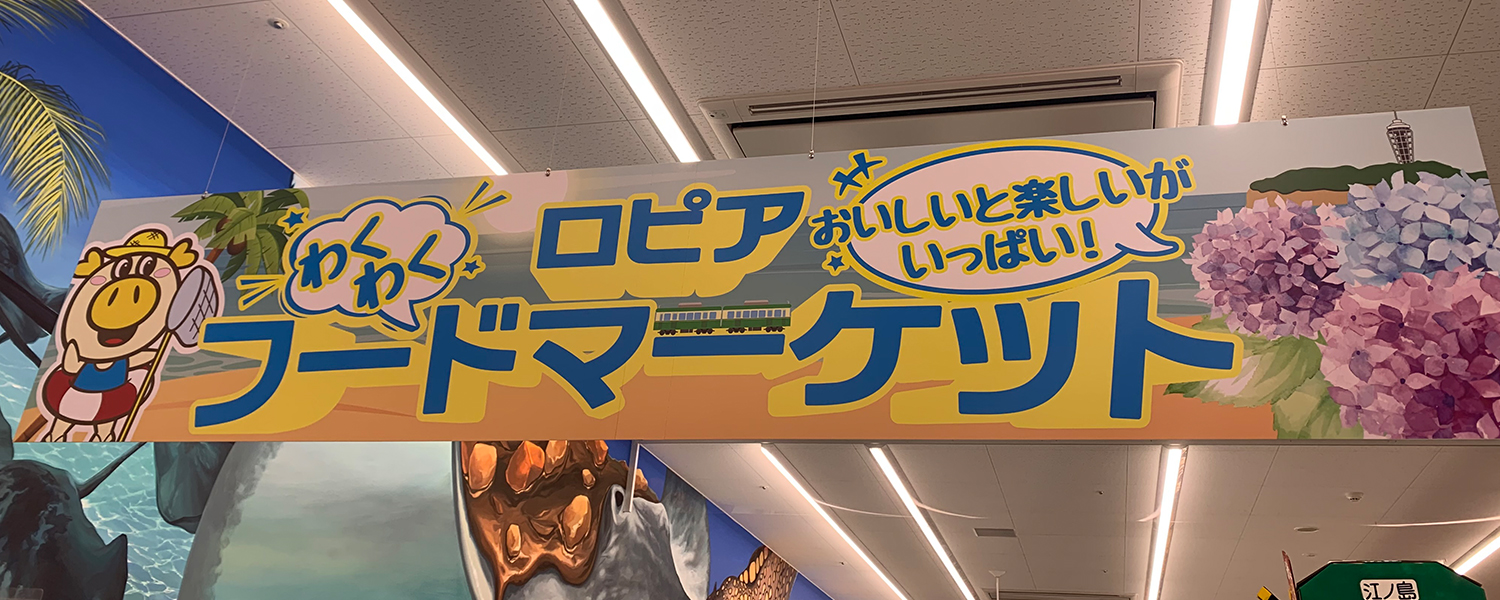 わくわく
ロピア
おいしいと楽しいが
いっぱい！
フードマーケット
江ノ島